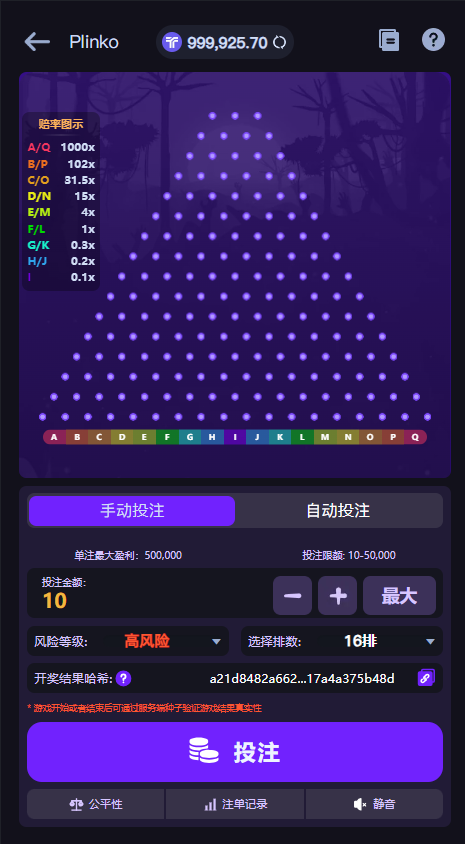 Plinko
999,925.70
?
赔率图示
A/Q 1000x
B/P 102x
C/O 31.5x
D/N 15x
E/M 4x
F/L 1x
G/K 0.3x
H/J 0.2x
I 0.1x
A B C D E F G H I J K L M N O P Q
手动投注 自动投注
单注最大盈利: 500,000 投注限额: 10-50,000
投注金额:
10
最大
风险等级: 高风险 选择排数: 16排
开奖结果哈希: ? a21d8482a662...17a4a375b48d
* 游戏开始或者结束后可通过服务端种子验证游戏结果真实性
投注
公平性 注单记录 静音